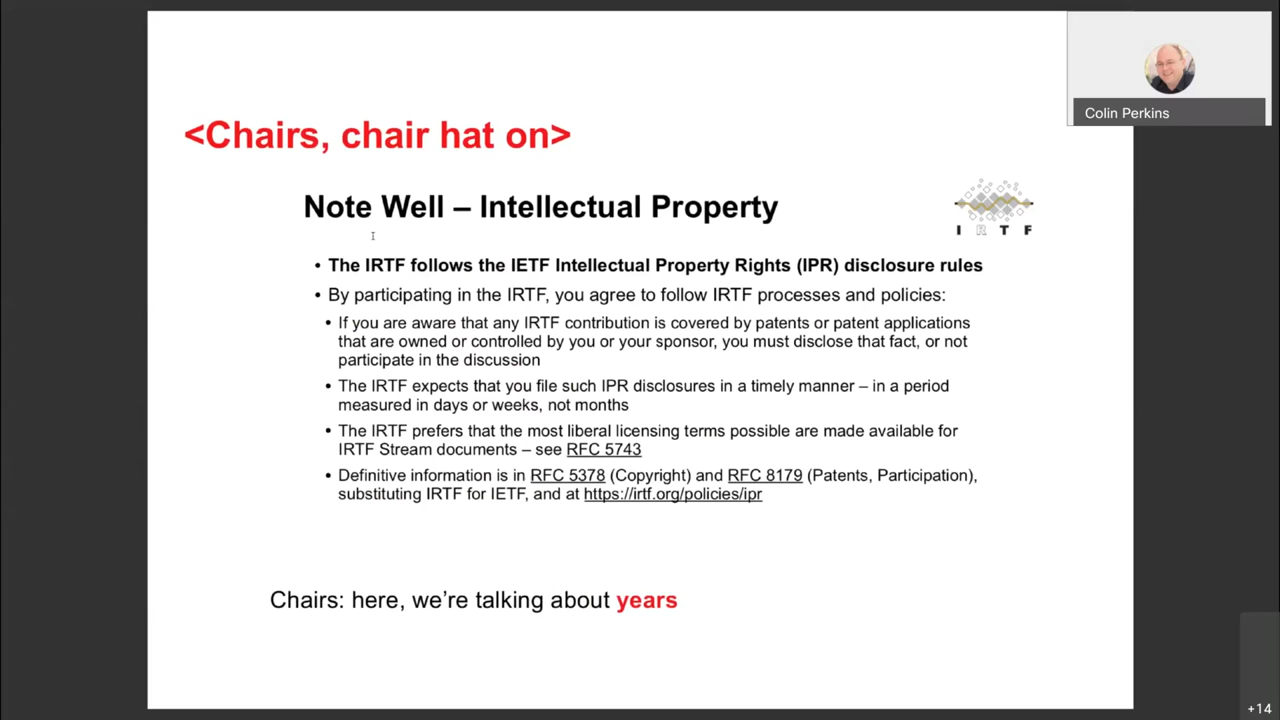 Colin Perkins
<Chairs, chair hat on>
Note Well – Intellectual Property
I R T F
• The IRTF follows the IETF Intellectual Property Rights (IPR) disclosure rules
• By participating in the IRTF, you agree to follow IRTF processes and policies:
• If you are aware that any IRTF contribution is covered by patents or patent applications
that are owned or controlled by you or your sponsor, you must disclose that fact, or not
participate in the discussion
• The IRTF expects that you file such IPR disclosures in a timely manner – in a period
measured in days or weeks, not months
• The IRTF prefers that the most liberal licensing terms possible are made available for
IRTF Stream documents – see RFC 5743
• Definitive information is in RFC 5378 (Copyright) and RFC 8179 (Patents, Participation),
substituting IRTF for IETF, and at https://irtf.org/policies/ipr
Chairs: here, we’re talking about years
+14